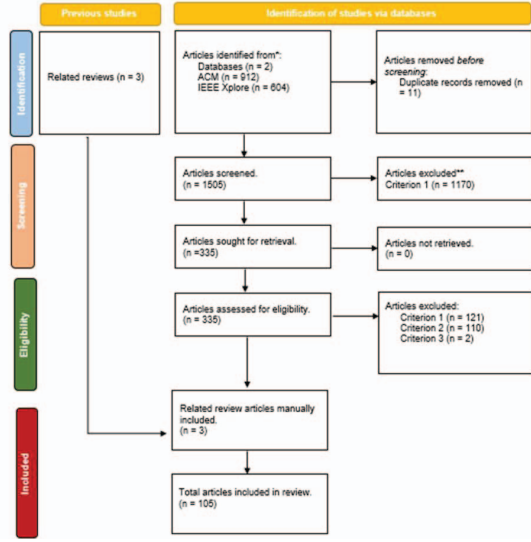 Previous studies
Identification of studies via databases
Identification
Related reviews (n = 3)
Articles identified from*:
Databases (n = 2)
ACM (n = 912)
IEEE Xplore (n = 604)
Articles removed before
screening:
Duplicate records removed (n
= 11)
Screening
Articles screened.
(n = 1505)
Articles excluded**
Criterion 1 (n = 1170)
Articles sought for retrieval.
(n =335)
Articles not retrieved.
(n = 0)
Eligibility
Articles assessed for eligibility.
(n = 335)
Articles excluded:
Criterion 1 (n = 121)
Criterion 2 (n = 110)
Criterion 3 (n = 2)
Included
Related review articles manually
included.
(n = 3)
Total articles included in review.
(n = 105)